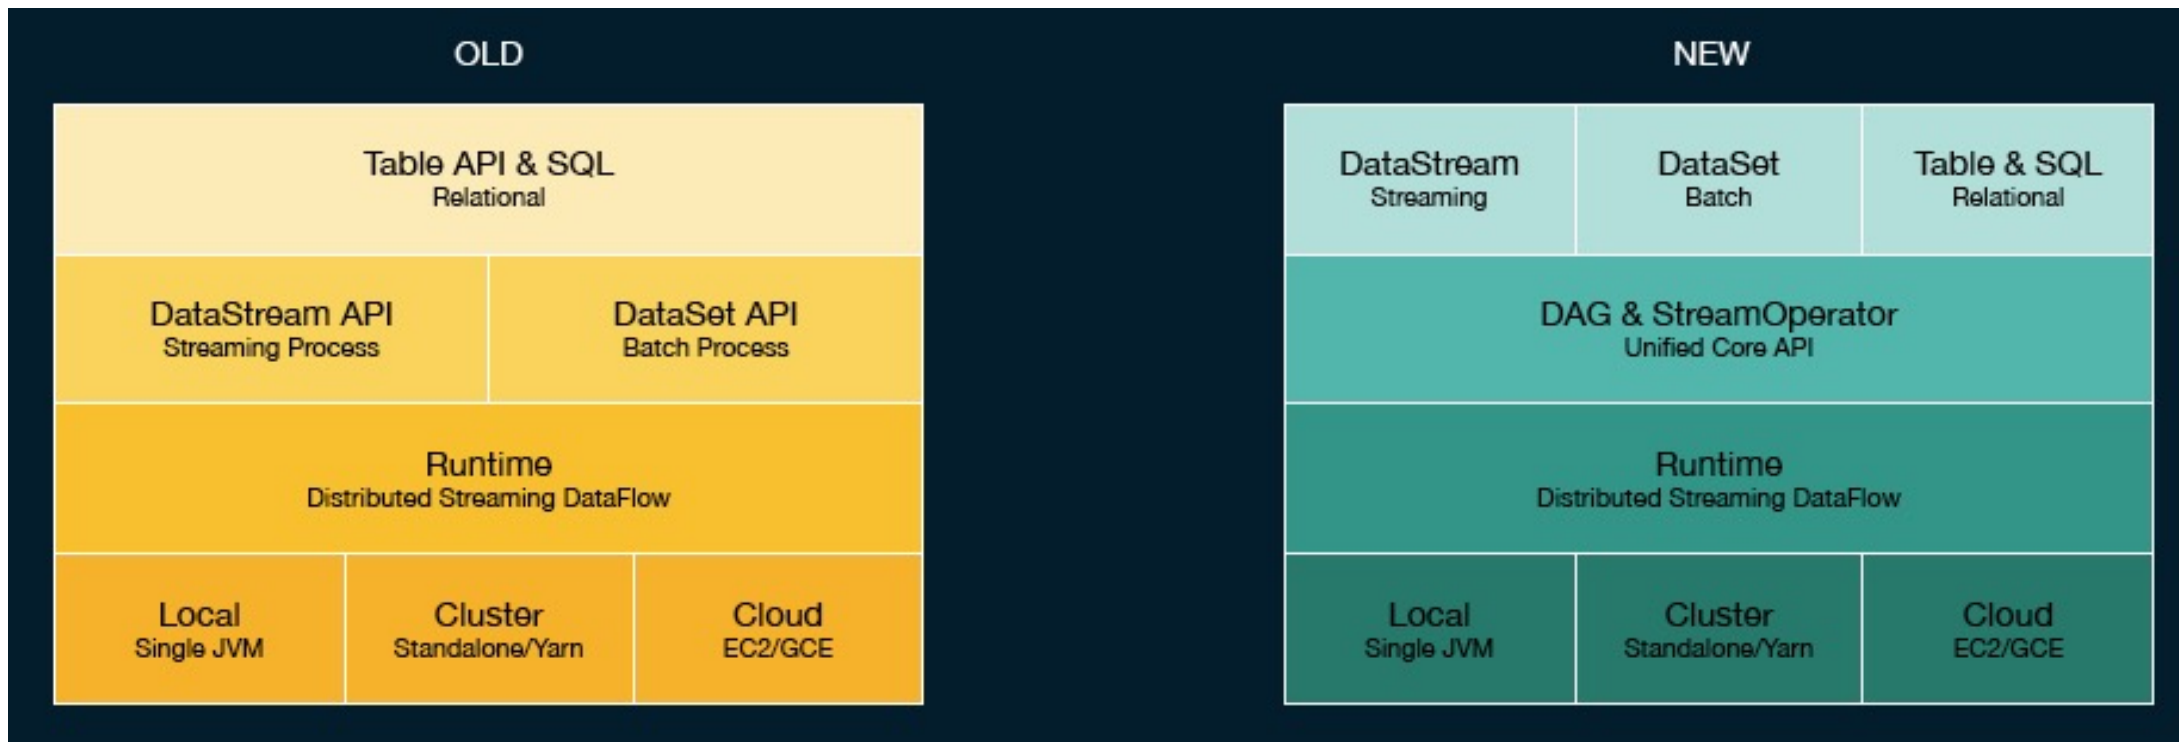 OLD
Table API & SQL
Relational
DataStream API
Streaming Process
DataSet API
Batch Process
Runtime
Distributed Streaming DataFlow
Local
Single JVM
Cluster
Standalone/Yarn
Cloud
EC2/GCE
NEW
DataStream
Streaming
DataSet
Batch
Table & SQL
Relational
DAG & StreamOperator
Unified Core API
Runtime
Distributed Streaming DataFlow
Local
Single JVM
Cluster
Standalone/Yarn
Cloud
EC2/GCE